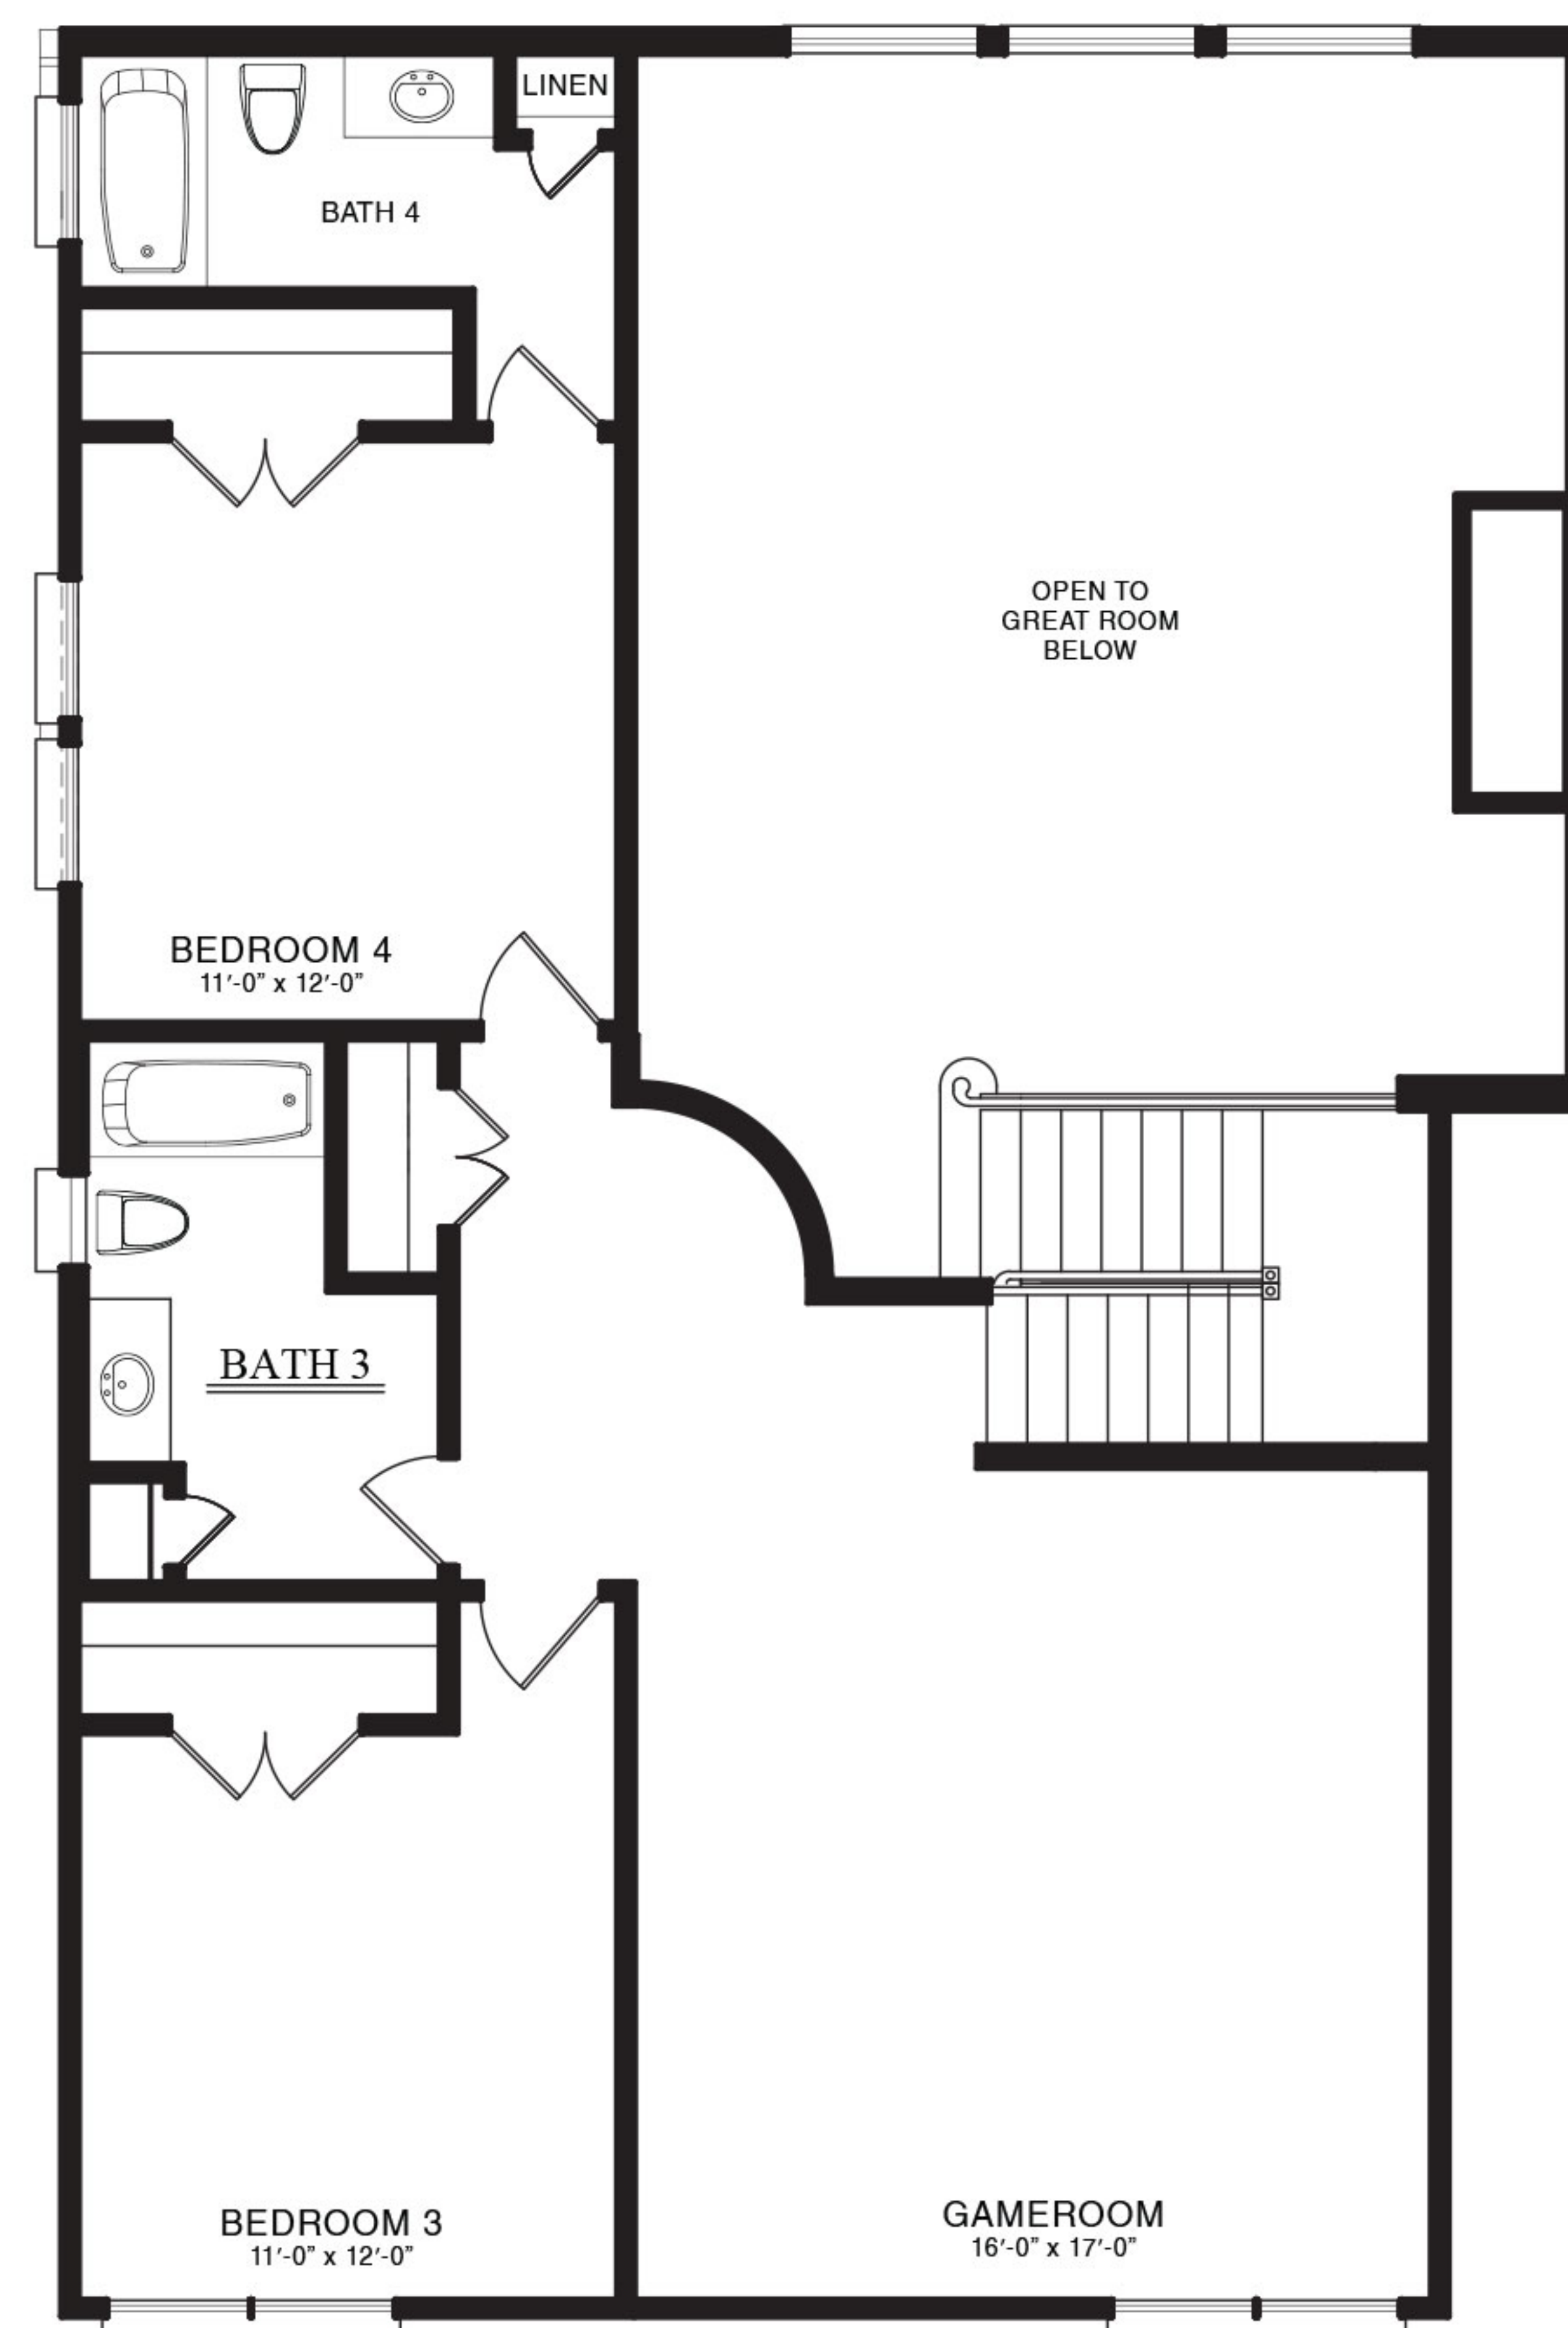 LINEN
BATH 4
OPEN TO
GREAT ROOM
BELOW
BEDROOM 4
11′-0” x 12′-0”
BATH 3
BEDROOM 3
11′-0” x 12′-0”
GAMEROOM
16′-0” x 17′-0”